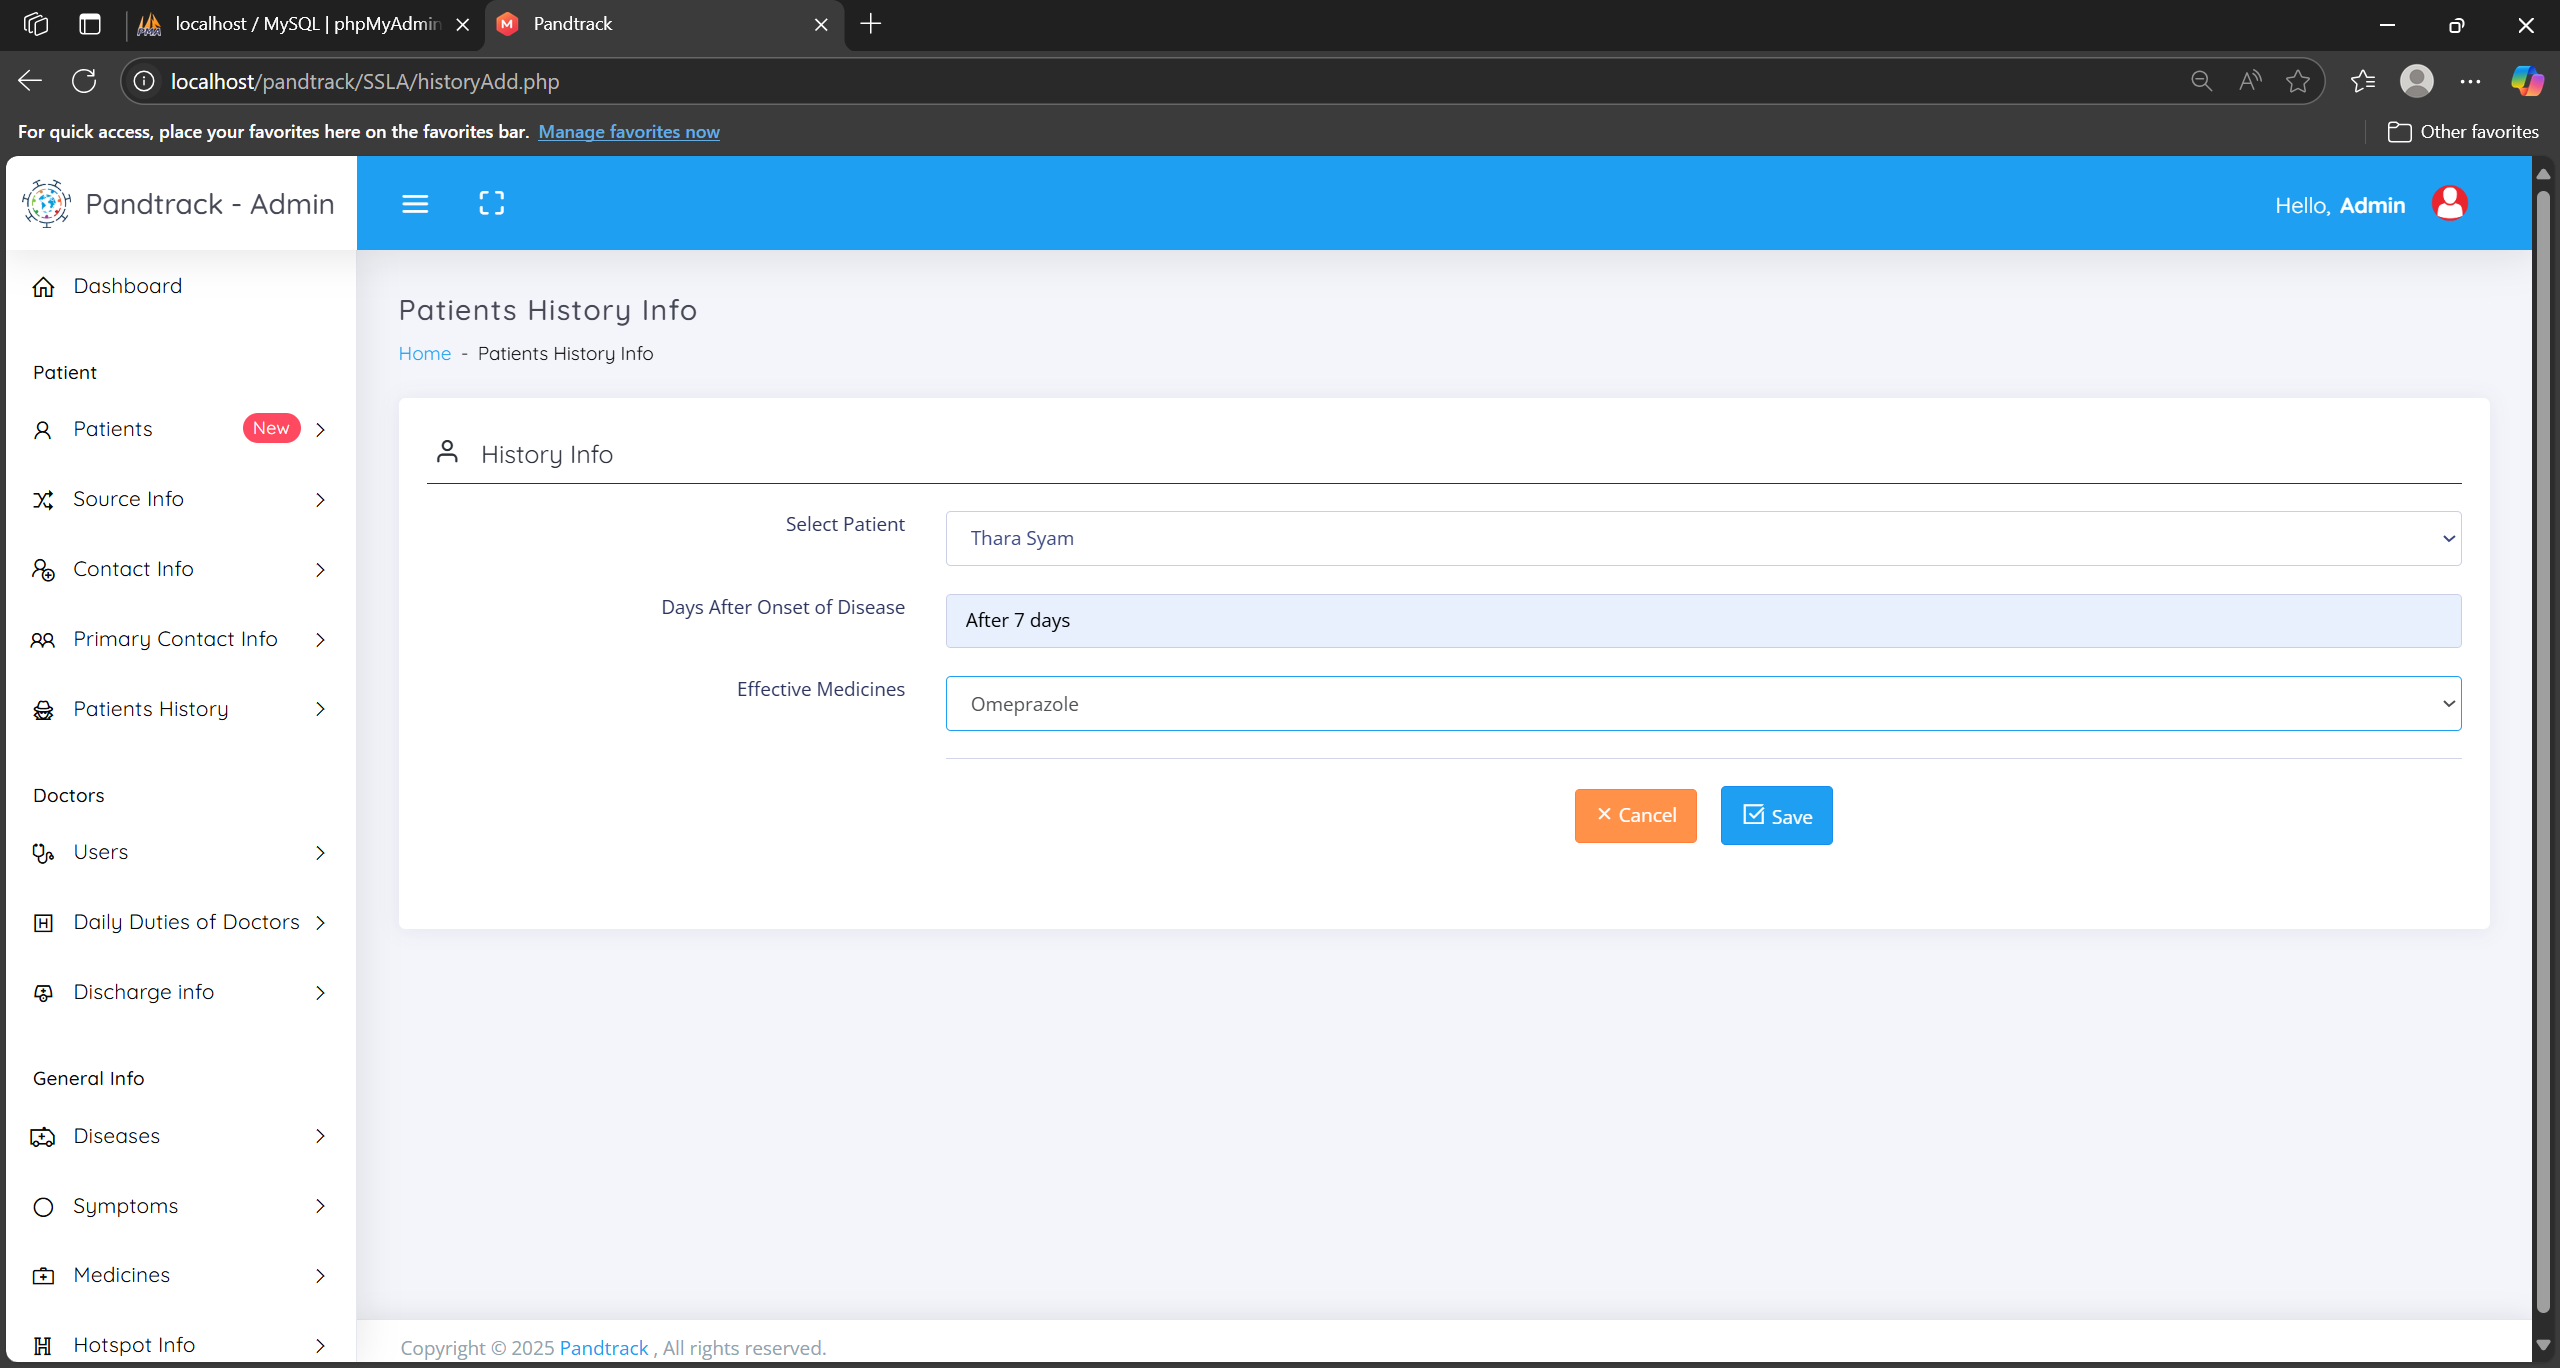 localhost / MySQL | phpMyAdmin
Pandtrack
localhost/pandtrack/SSLA/historyAdd.php
For quick access, place your favorites here on the favorites bar. Manage favorites now
Other favorites
Pandtrack - Admin
Hello, Admin
Dashboard
Patient
Patients New
Source Info
Contact Info
Primary Contact Info
Patients History
Doctors
Users
Daily Duties of Doctors
Discharge info
General Info
Diseases
Symptoms
Medicines
Hotspot Info
Patients History Info
Home - Patients History Info
History Info
Select Patient
Thara Syam
Days After Onset of Disease
After 7 days
Effective Medicines
Omeprazole
Cancel
Save
Copyright © 2025 Pandtrack , All rights reserved.